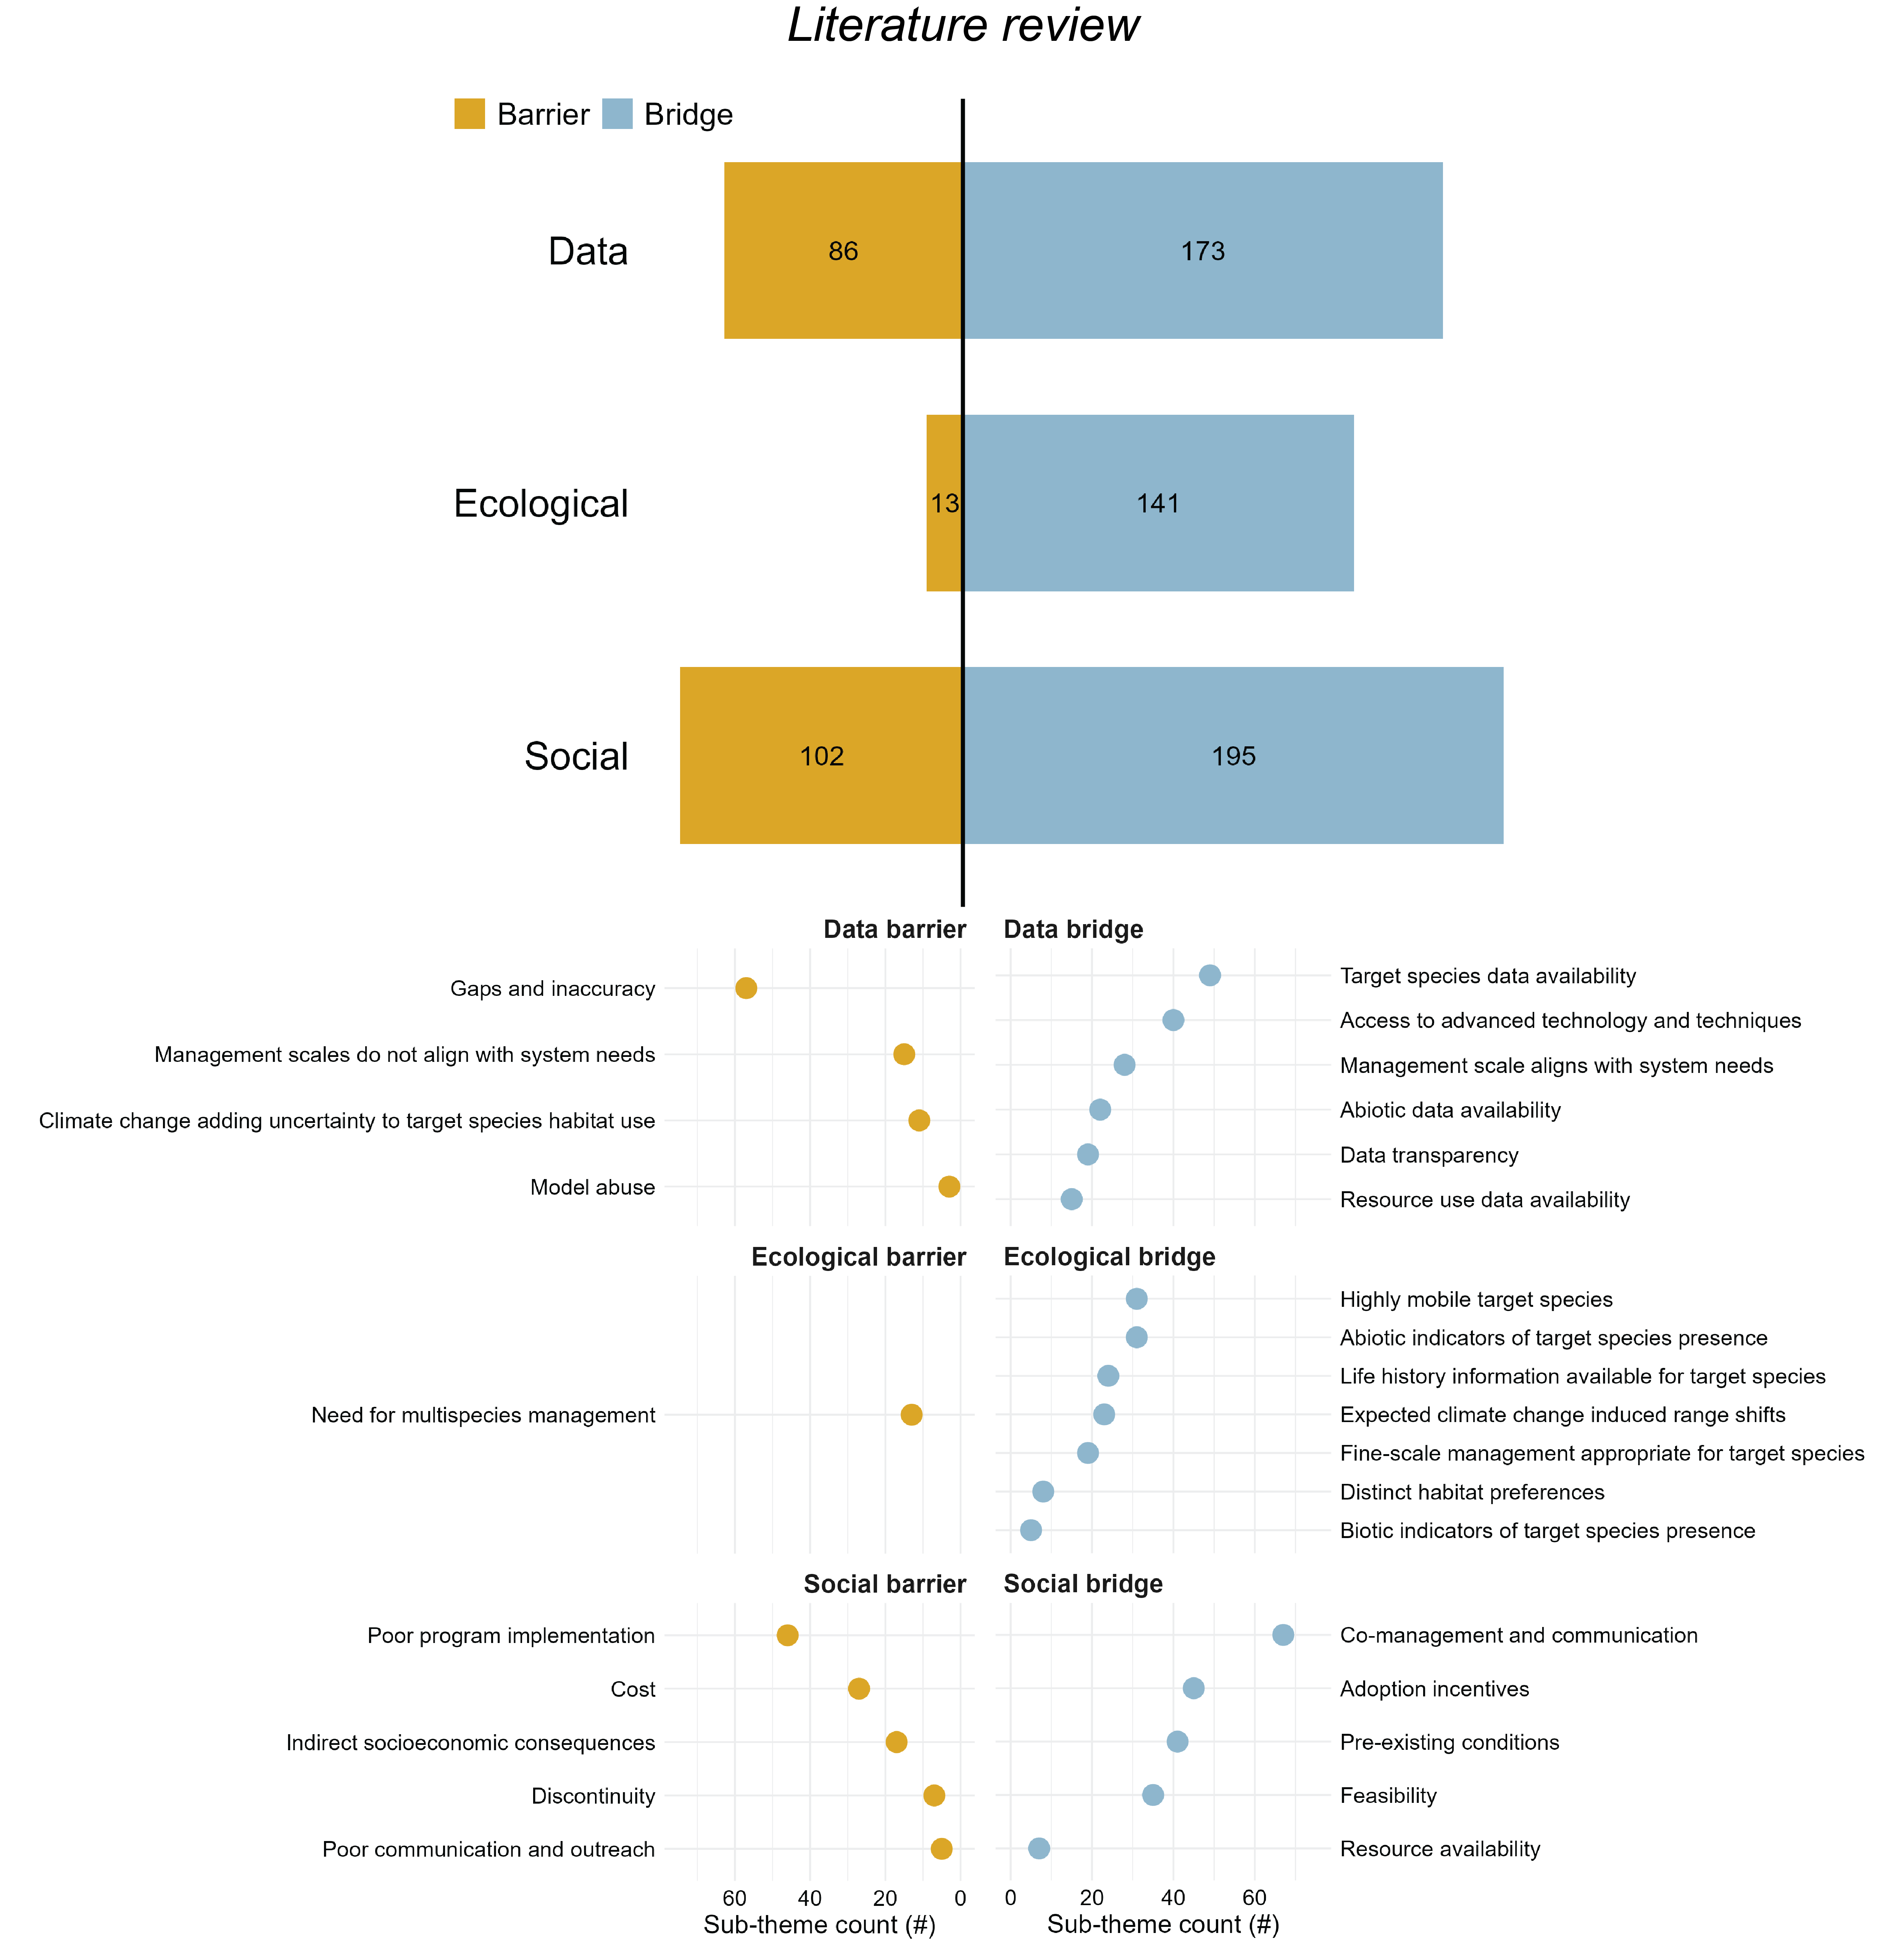 Literature review
Barrier Bridge
Data 86 173
Ecological 13 141
Social 102 195
Data barrier Data bridge
Gaps and inaccuracy
Management scales do not align with system needs
Climate change adding uncertainty to target species habitat use
Model abuse
Target species data availability
Access to advanced technology and techniques
Management scale aligns with system needs
Abiotic data availability
Data transparency
Resource use data availability
Ecological barrier Ecological bridge
Need for multispecies management
Highly mobile target species
Abiotic indicators of target species presence
Life history information available for target species
Expected climate change induced range shifts
Fine-scale management appropriate for target species
Distinct habitat preferences
Biotic indicators of target species presence
Social barrier Social bridge
Poor program implementation
Cost
Indirect socioeconomic consequences
Discontinuity
Poor communication and outreach
Co-management and communication
Adoption incentives
Pre-existing conditions
Feasibility
Resource availability
60 40 20 0 0 20 40 60
Sub-theme count (#) Sub-theme count (#)